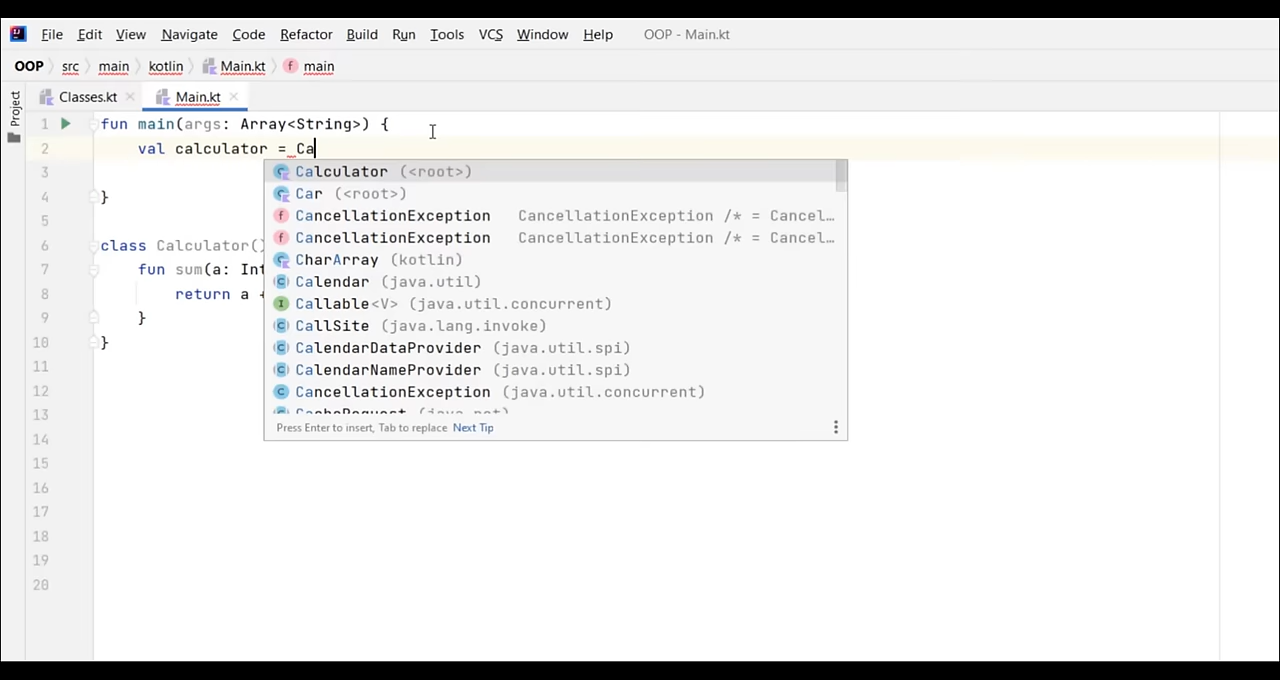 File Edit View Navigate Code Refactor Build Run Tools VCS Window Help OOP - Main.kt
OOP src main kotlin Main.kt main
Project
Classes.kt Main.kt
1 fun main(args: Array<String>) {
2 val calculator = Ca
3
4 }
5
6 class Calculator()
7 fun sum(a: Int
8 return a +
9 }
10 }
11
12
13
14
15
16
17
18
19
20
Calculator (<root>)
Car (<root>)
CancellationException CancellationException /* = Cancel…
CancellationException CancellationException /* = Cancel…
CharArray (kotlin)
Calendar (java.util)
Callable<V> (java.util.concurrent)
CallSite (java.lang.invoke)
CalendarDataProvider (java.util.spi)
CalendarNameProvider (java.util.spi)
CancellationException (java.util.concurrent)
CacheRequest (java.net)
Press Enter to insert, Tab to replace Next Tip